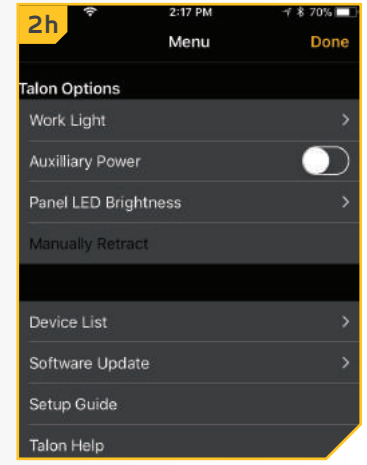 2h
2:17 PM
70%
Menu
Done
Talon Options
Work Light
Auxilliary Power
Panel LED Brightness
Manually Retract
Device List
Software Update
Setup Guide
Talon Help